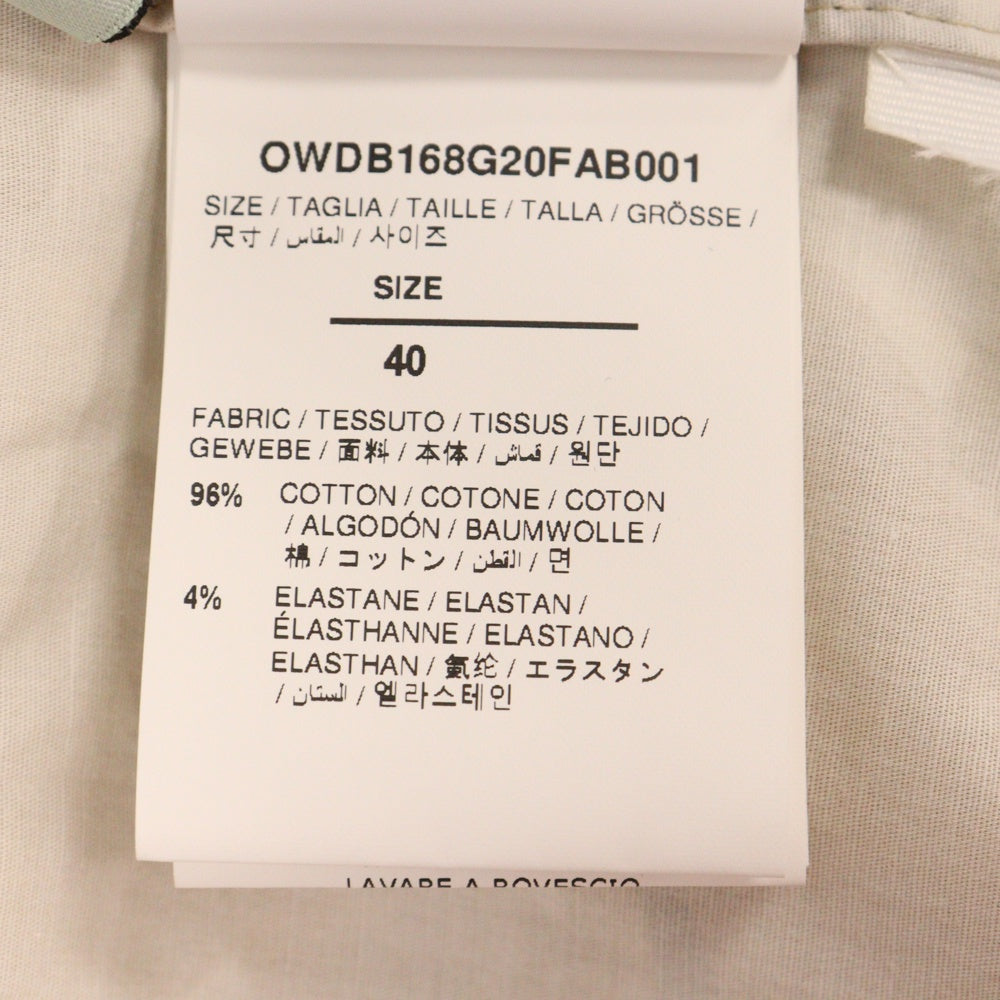 OWDB168G20FAB001
SIZE / TAGLIA / TAILLE / TALLA / GRÖSSE /
尺寸 / المقاس / 사이즈
SIZE
40
FABRIC / TESSUTO / TISSUS / TEJIDO /
GEWEBE / 面料 / 本体 / قماش / 원단
96% COTTON / COTONE / COTON
/ ALGODÓN / BAUMWOLLE /
棉 / コットン / القطن / 면
4% ELASTANE / ELASTAN /
ÉLASTHANNE / ELASTANO /
ELASTHAN / 氨纶 / エラスタン
/ الستان / 엘라스테인
LAVARE A ROVESCIO